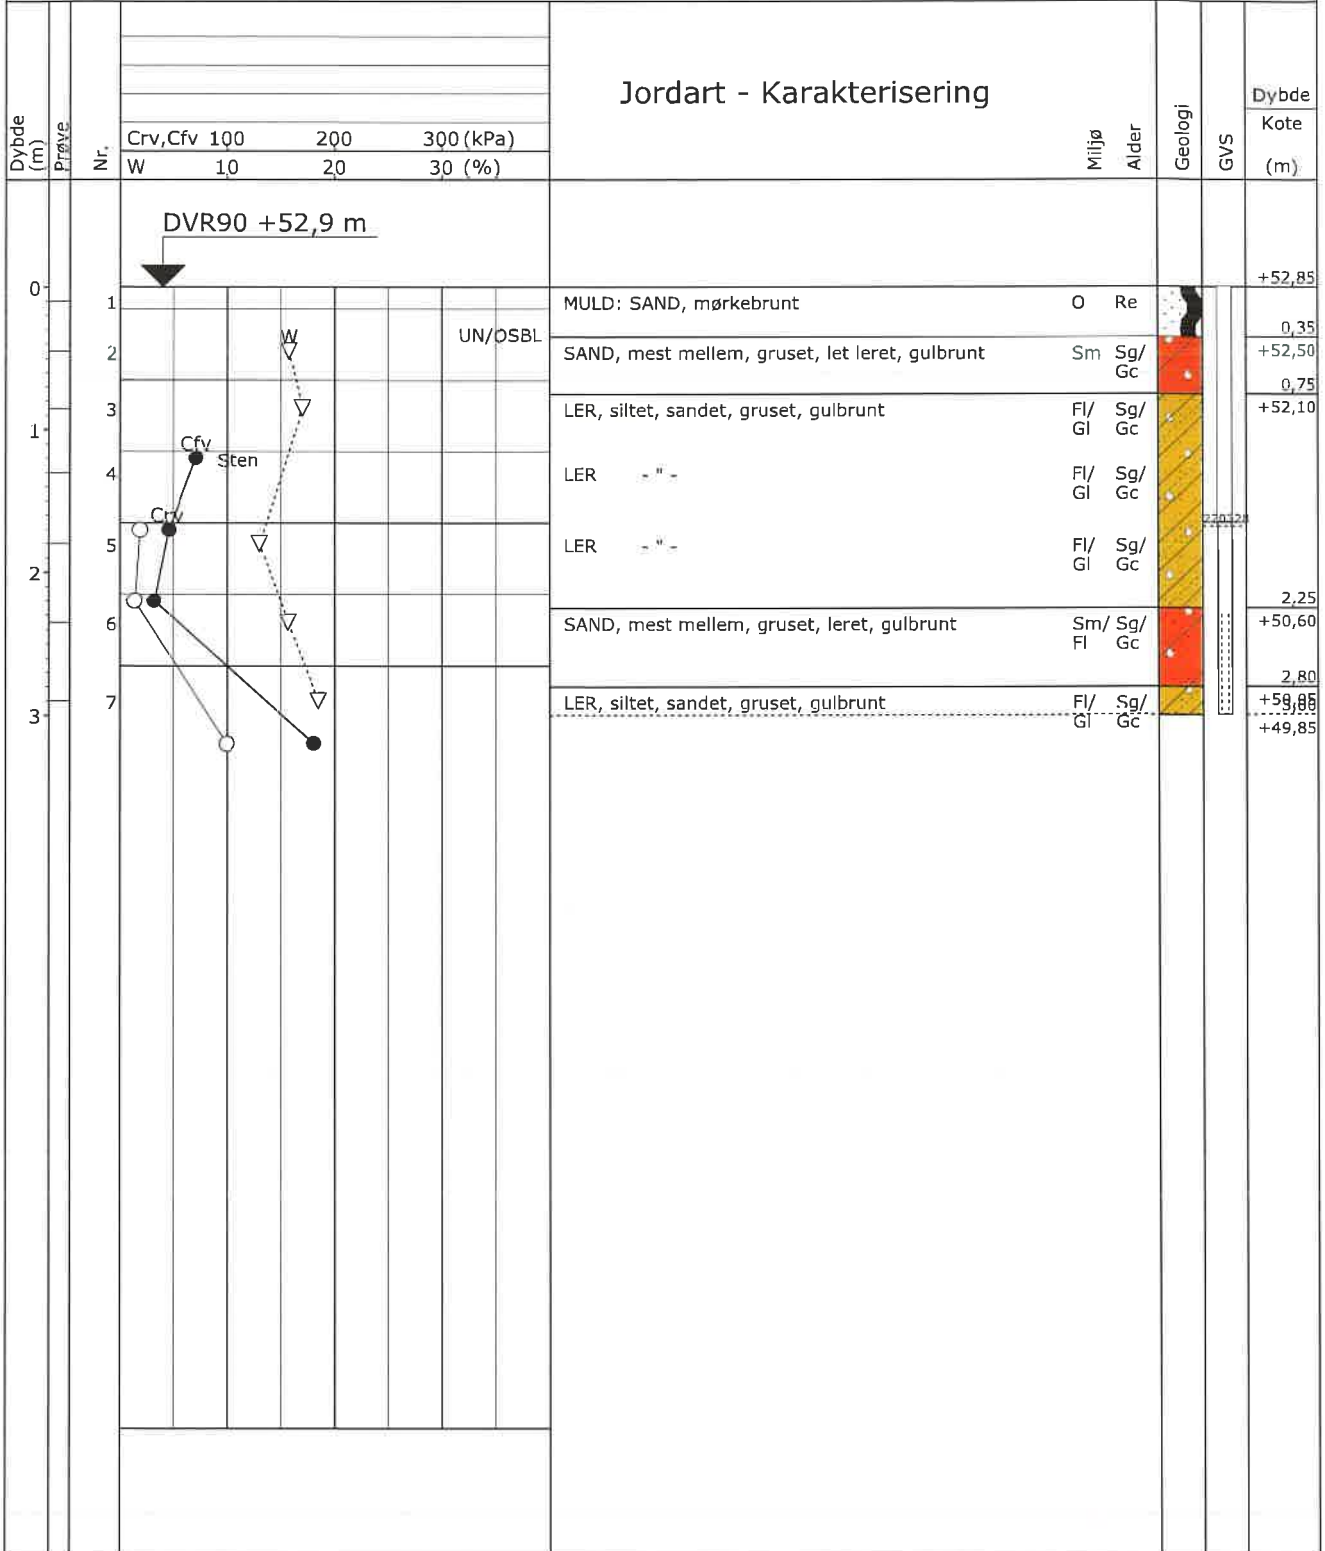 Jordart - Karakterisering
Dybde (m)
Prøve
Nr.
Crv,Cfv 100 200 300 (kPa)
W 10 20 30 (%)
Miljø
Alder
Geologi
GVS
Dybde
Kote
(m)
DVR90 +52,9 m
+52,85
0
1 MULD: SAND, mørkebrunt O Re
0,35
W UN/OSBL
2 SAND, mest mellem, gruset, let leret, gulbrunt Sm Sg/ +52,50
Gc
0,75
3 LER, siltet, sandet, gruset, gulbrunt Fl/ Sg/ +52,10
Gl Gc
1
Cfv
Sten
4 LER - " - Fl/ Sg/
Gl Gc
Crv
5 LER - " - Fl/ Sg/
Gl Gc
2
2,25
6 SAND, mest mellem, gruset, leret, gulbrunt Sm/ Sg/ +50,60
Fl Gc
2,80
7 LER, siltet, sandet, gruset, gulbrunt Fl/ Sg/
Gl Gc
3
+49,85